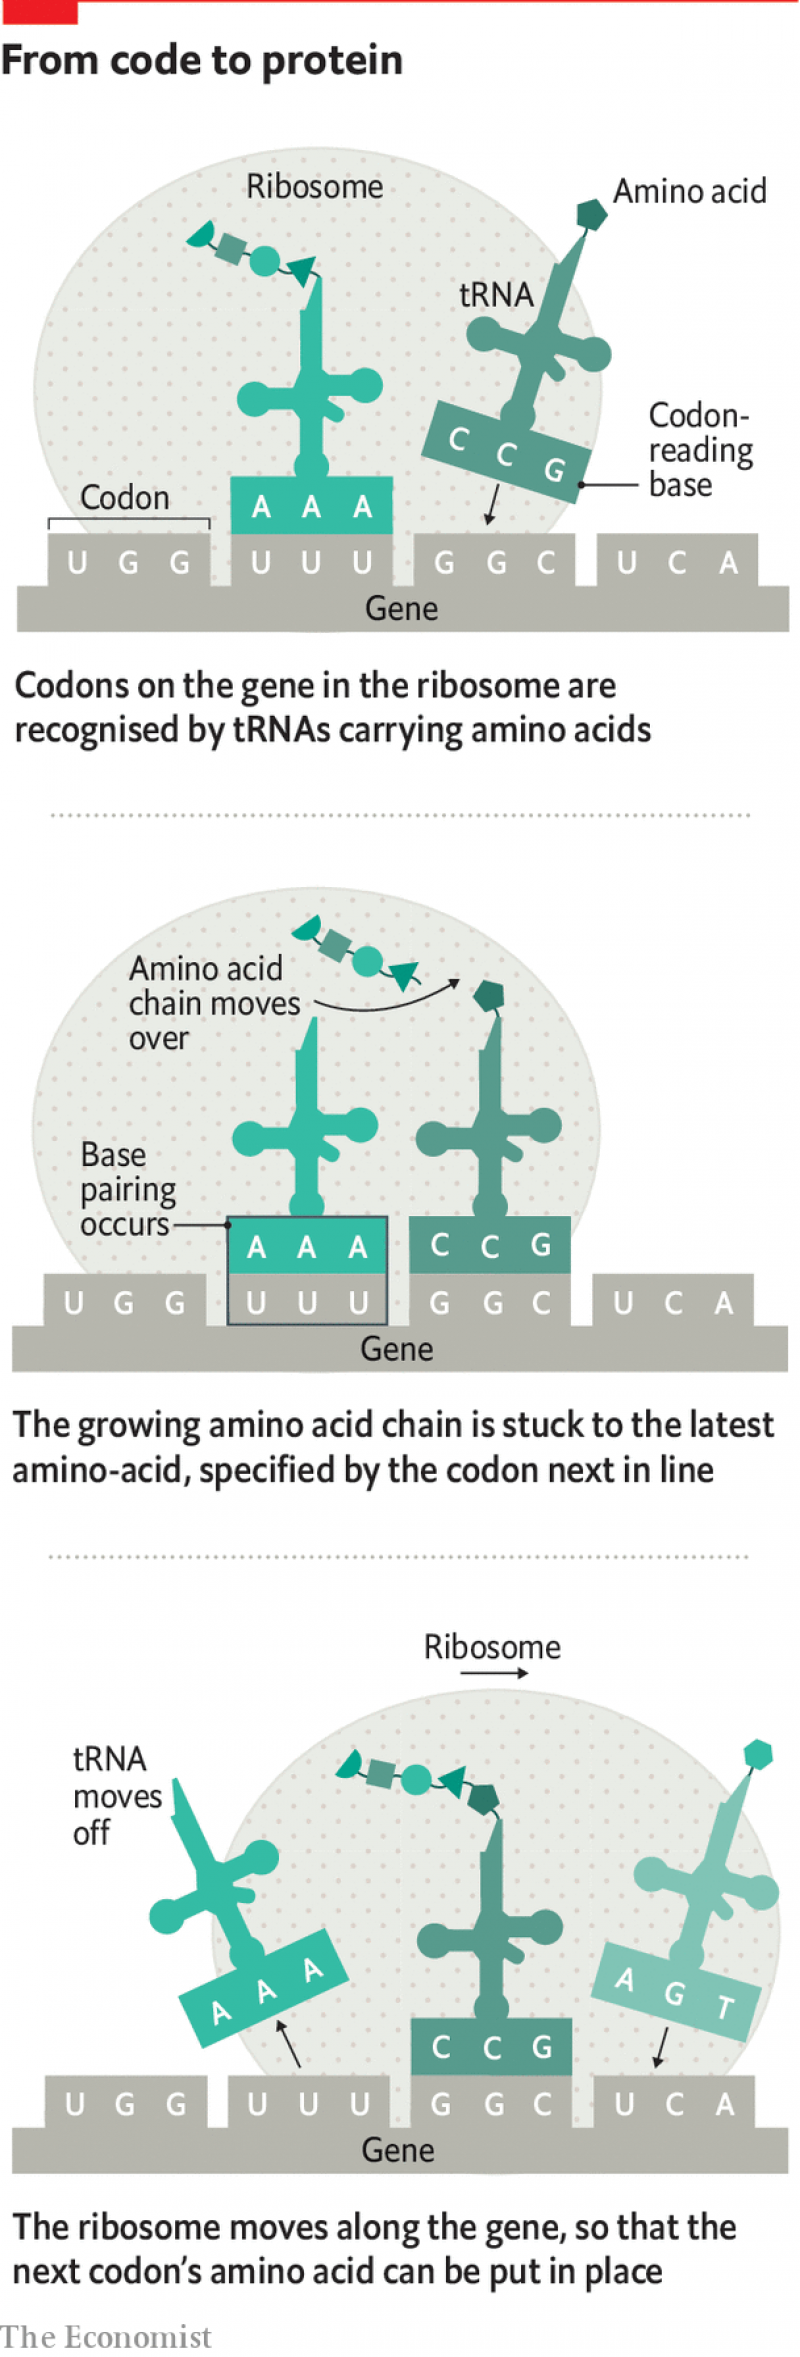 From code to protein
Ribosome
Amino acid
tRNA
Codon-
reading
base
C C G
Codon
A A A
U G G U U U G G C U C A
Gene
Codons on the gene in the ribosome are
recognised by tRNAs carrying amino acids
Amino acid
chain moves
over
Base
pairing
occurs
A A A C C G
U G G U U U G G C U C A
Gene
The growing amino acid chain is stuck to the latest
amino-acid, specified by the codon next in line
Ribosome
tRNA
moves
off
A A A
A G T
C C G
U G G U U U G G C U C A
Gene
The ribosome moves along the gene, so that the
next codon’s amino acid can be put in place
The Economist